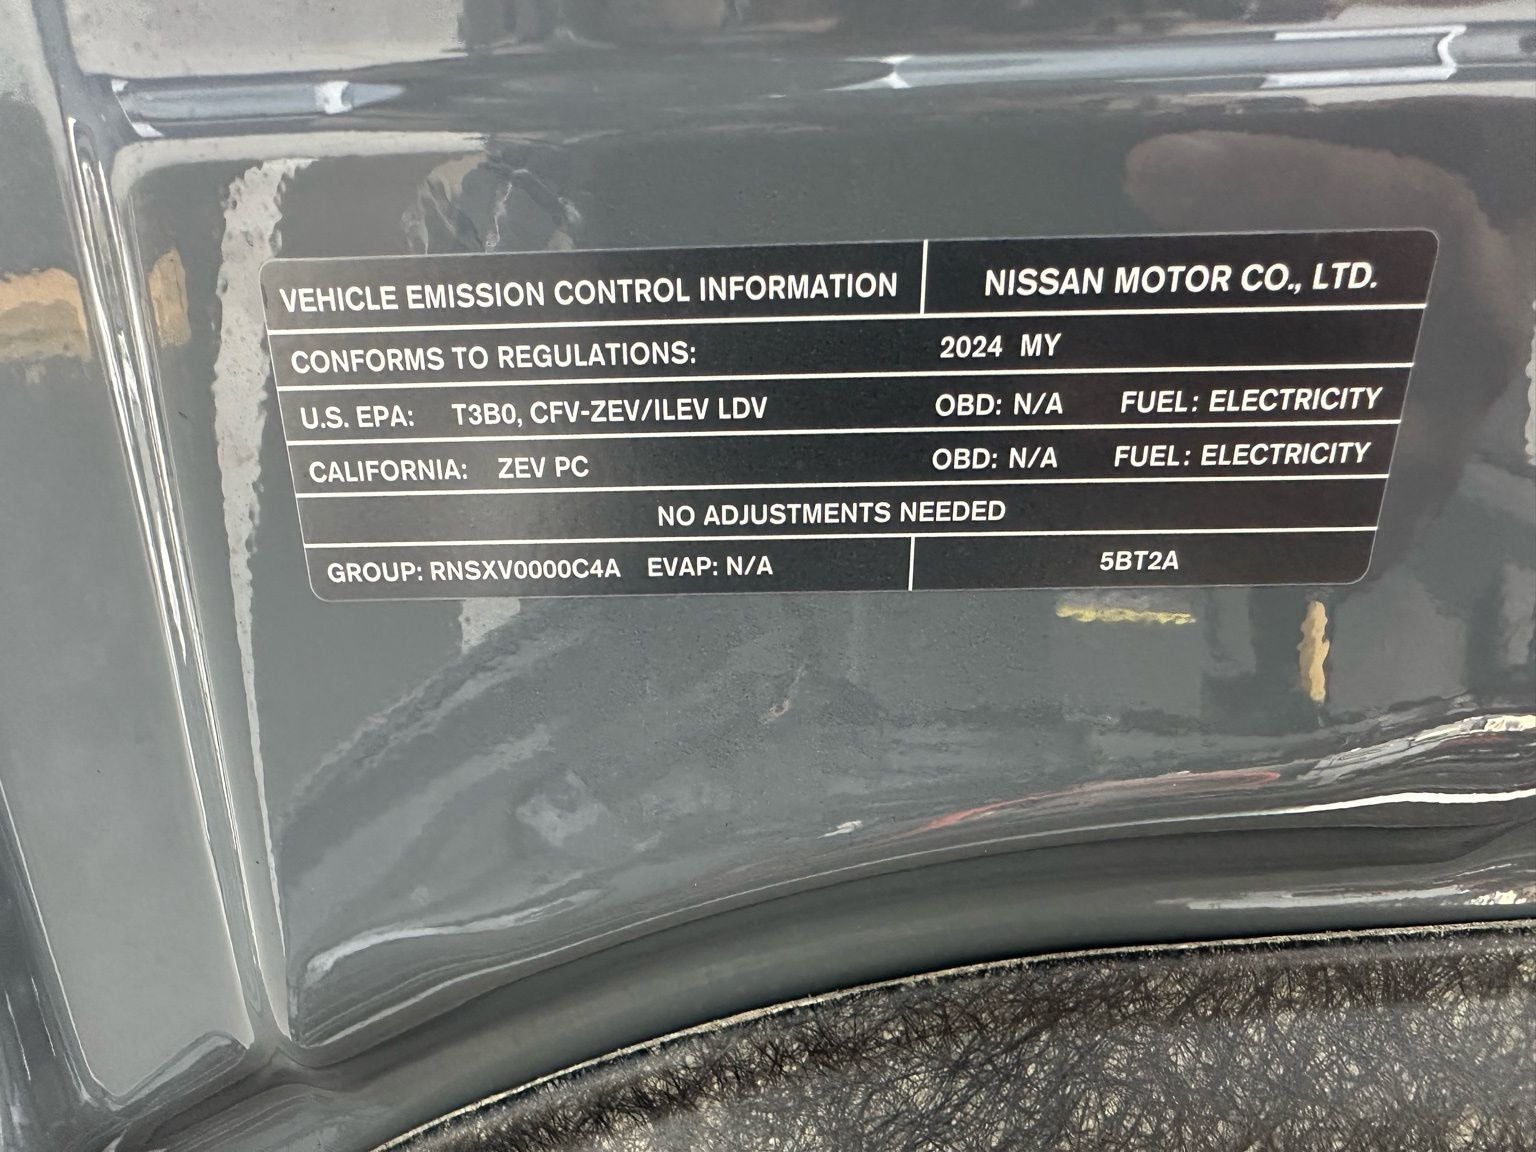 VEHICLE EMISSION CONTROL INFORMATION NISSAN MOTOR CO., LTD.
CONFORMS TO REGULATIONS: 2024 MY
U.S. EPA: T3B0, CFV-ZEV/ILEV LDV OBD: N/A FUEL: ELECTRICITY
CALIFORNIA: ZEV PC OBD: N/A FUEL: ELECTRICITY
NO ADJUSTMENTS NEEDED
GROUP: RNSXV0000C4A EVAP: N/A 5BT2A